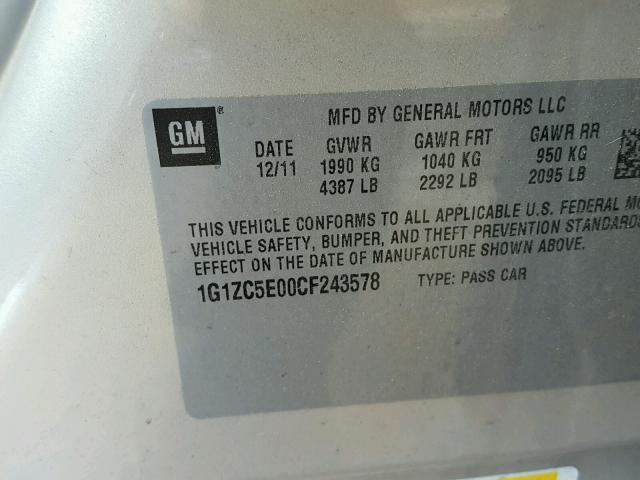 GM
MFD BY GENERAL MOTORS LLC
DATE GVWR GAWR FRT GAWR RR
12/11 1990 KG 1040 KG 950 KG
4387 LB 2292 LB 2095 LB
THIS VEHICLE CONFORMS TO ALL APPLICABLE U.S. FEDERAL MO
VEHICLE SAFETY, BUMPER, AND THEFT PREVENTION STANDARDS
EFFECT ON THE DATE OF MANUFACTURE SHOWN ABOVE.
1G1ZC5E00CF243578 TYPE: PASS CAR